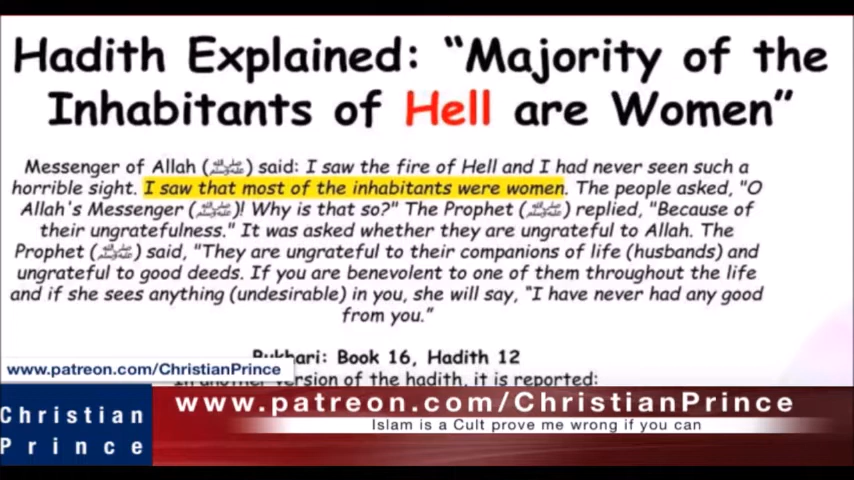 Hadith Explained: “Majority of the
Inhabitants of Hell are Women”
Messenger of Allah (ﷺ) said: I saw the fire of Hell and I had never seen such a
horrible sight. I saw that most of the inhabitants were women. The people asked, "O
Allah's Messenger (ﷺ)! Why is that so?" The Prophet (ﷺ) replied, "Because of
their ungratefulness." It was asked whether they are ungrateful to Allah. The
Prophet (ﷺ) said, "They are ungrateful to their companions of life (husbands) and
ungrateful to good deeds. If you are benevolent to one of them throughout the life
and if she sees anything (undesirable) in you, she will say, “I have never had any good
from you.”
Bukhari: Book 16, Hadith 12
In another version of the hadith, it is reported:
www.patreon.com/ChristianPrince
Christian
Prince
www.patreon.com/ChristianPrince
Islam is a Cult prove me wrong if you can